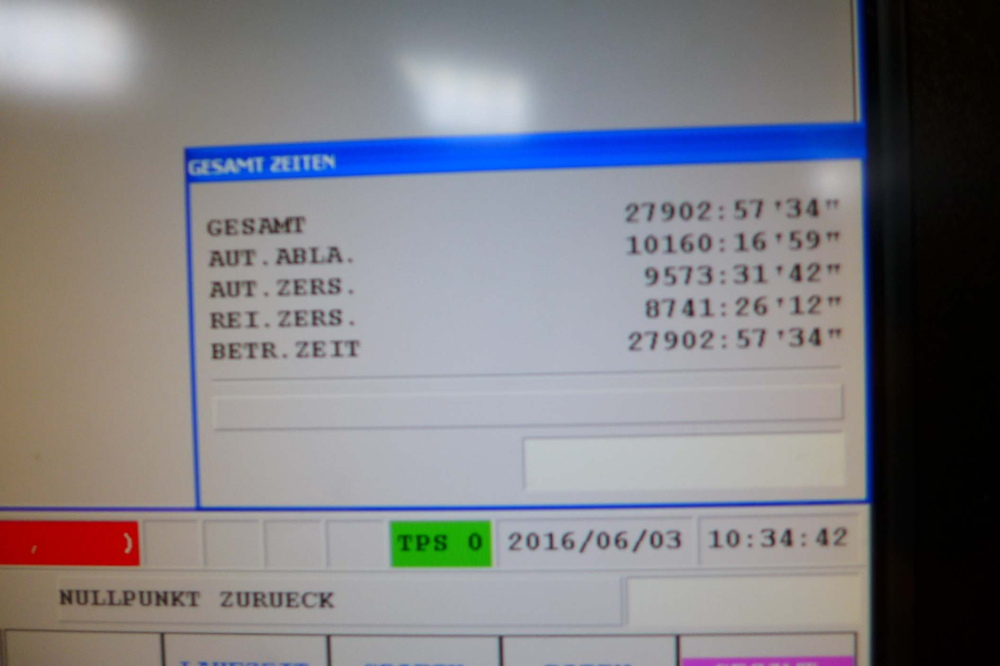 GESAMT ZEITEN
GESAMT 27902:57'34"
AUT.ABLA. 10160:16'59"
AUT.ZERS. 9573:31'42"
REI.ZERS. 8741:26'12"
BETR.ZEIT 27902:57'34"
, ) TPS 0 2016/06/03 10:34:42
NULLPUNKT ZURUECK